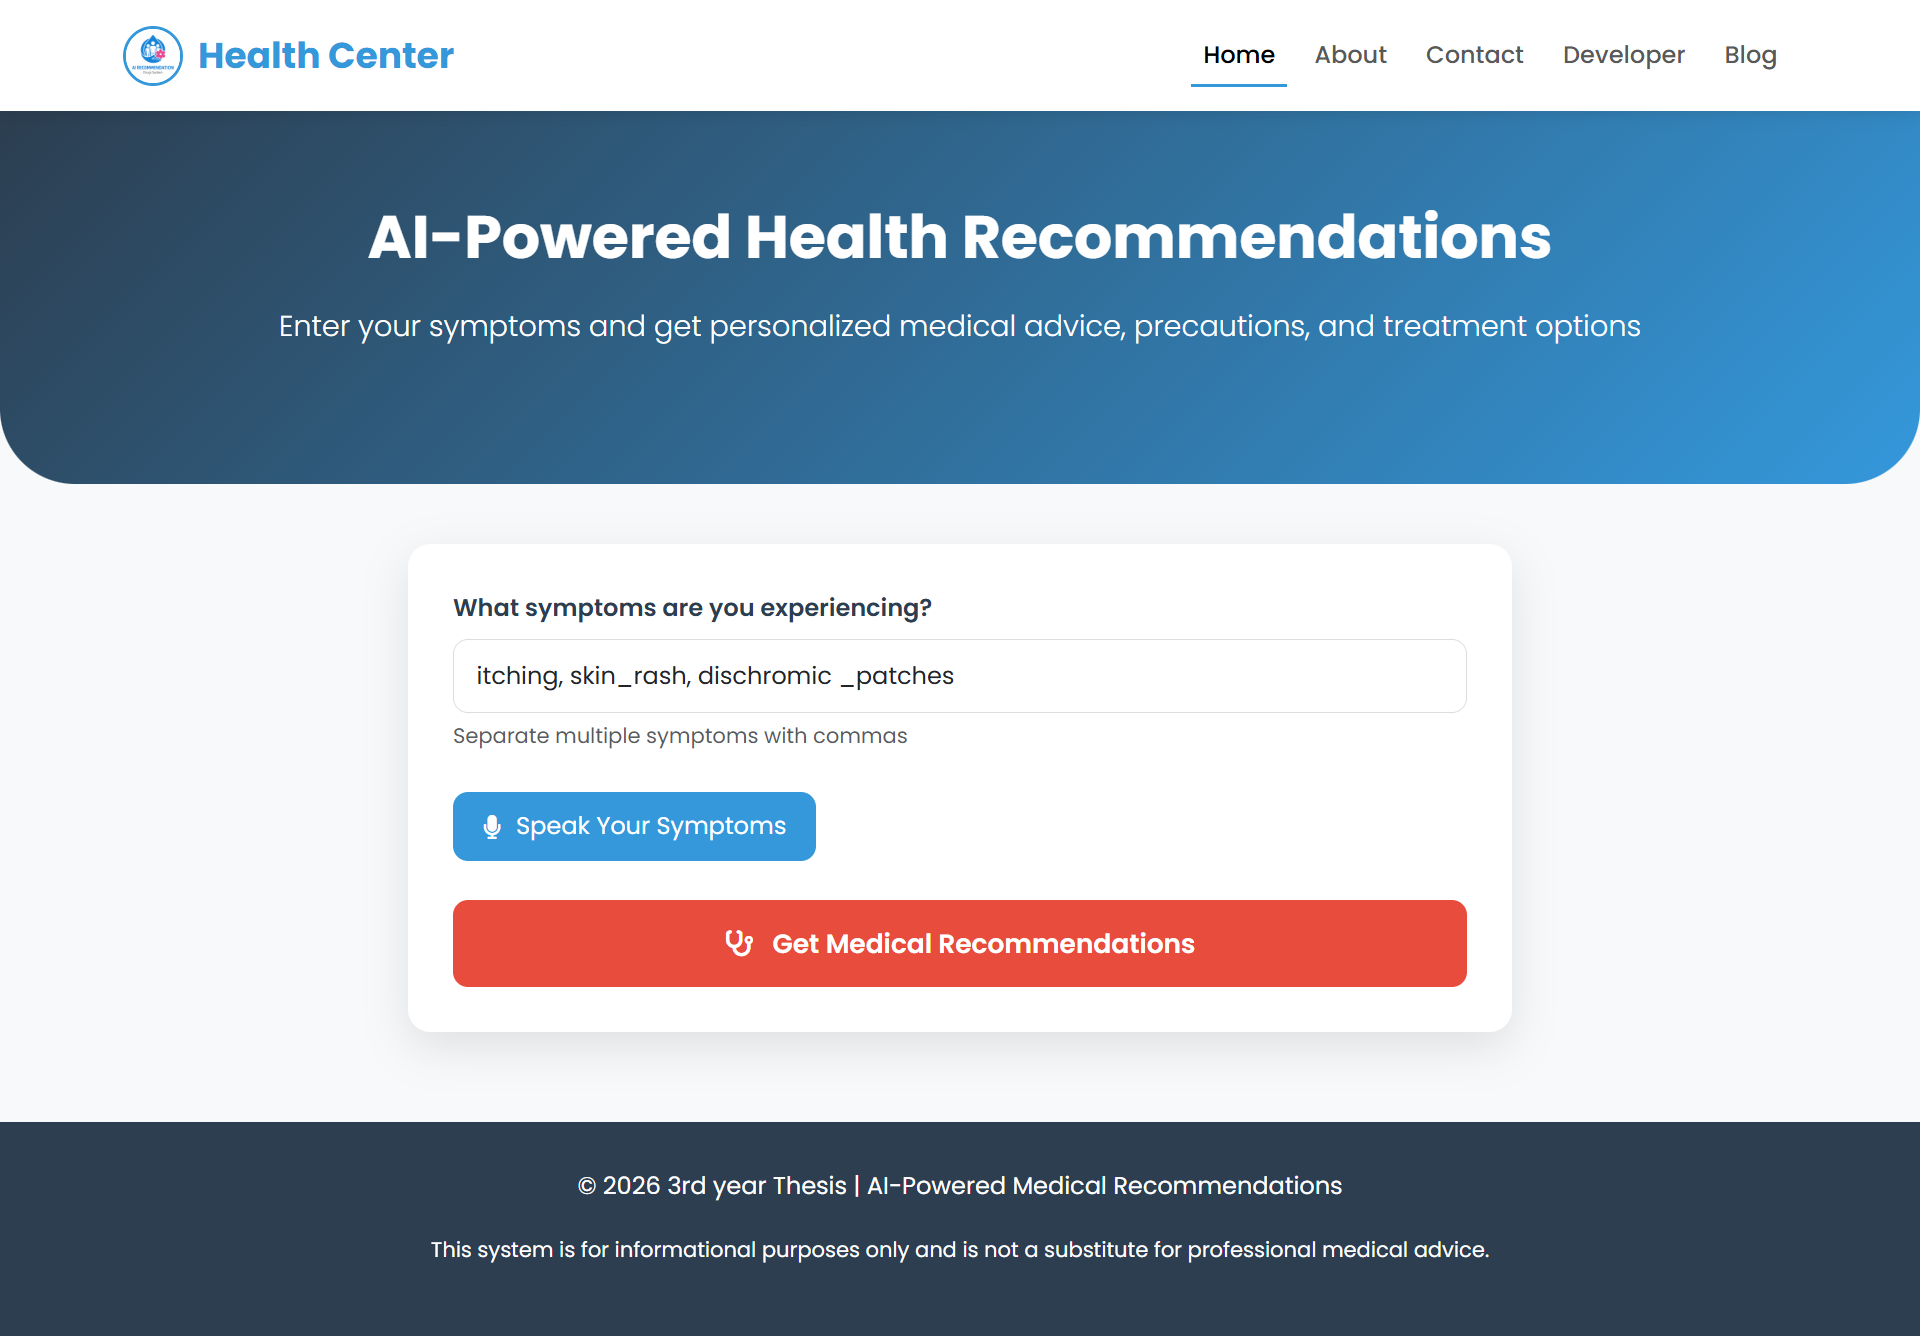 AI RECOMMENDATION
Health Center
Home
About
Contact
Developer
Blog
AI-Powered Health Recommendations
Enter your symptoms and get personalized medical advice, precautions, and treatment options
What symptoms are you experiencing?
itching, skin_rash, dischromic _patches
Separate multiple symptoms with commas
Speak Your Symptoms
Get Medical Recommendations
© 2026 3rd year Thesis | AI-Powered Medical Recommendations
This system is for informational purposes only and is not a substitute for professional medical advice.